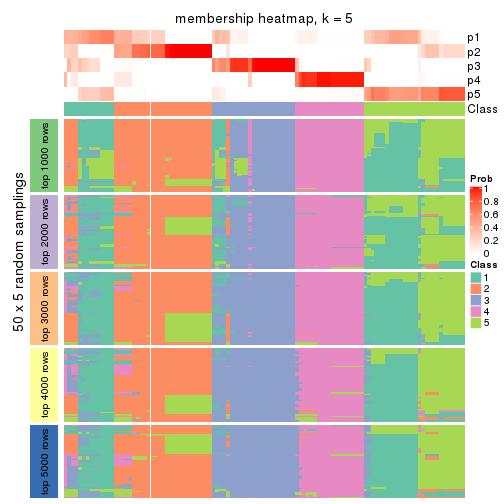 membership heatmap, k = 5
p1
p2
p3
p4
p5
Class
50 x 5 random samplings
top 1000 rows
top 2000 rows
top 3000 rows
top 4000 rows
top 5000 rows
Prob
1
0.8
0.6
0.4
0.2
0
Class
1
2
3
4
5